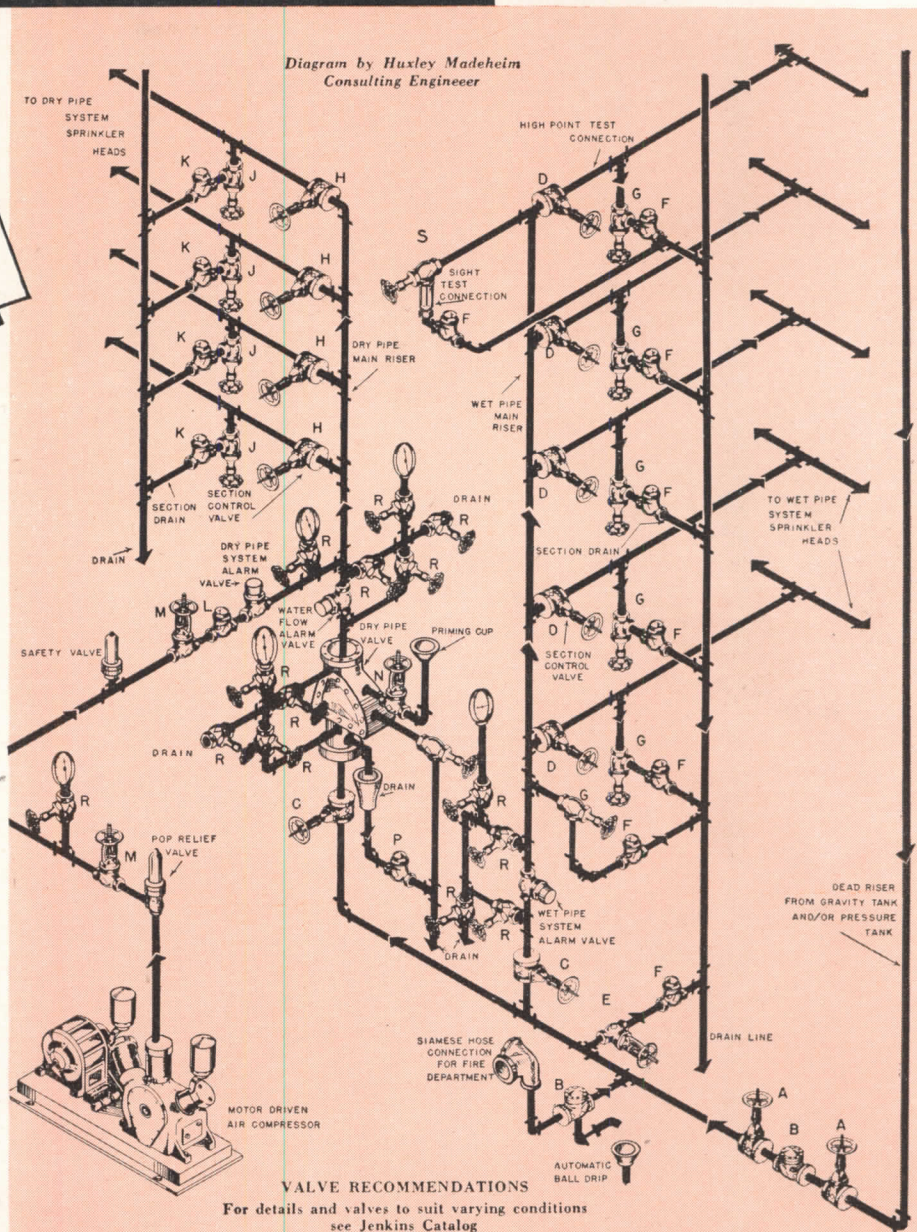 Diagram by Huxley Madeheim
Consulting Engineeer
TO DRY PIPE
SYSTEM
SPRINKLER
HEADS
HIGH POINT TEST
CONNECTION
K
J
H
D
G
F
S
SIGHT
TEST
CONNECTION
F
K
J
H
DRY PIPE
MAIN RISER
D
G
F
K
J
H
WET PIPE
MAIN
RISER
D
G
F
K
J
H
SECTION
DRAIN
SECTION
CONTROL
VALVE
DRAIN
R
DRAIN
R
R
R
R
TO WET PIPE
SYSTEM
SPRINKLER
HEADS
SECTION DRAIN
DRY PIPE
SYSTEM
ALARM
VALVE
M
L
WATER
FLOW
ALARM
VALVE
DRY PIPE
VALVE
PRIMING CUP
N
D
SECTION
CONTROL
VALVE
G
F
SAFETY VALVE
R
R
DRAIN
R
R
DRAIN
C
D
G
F
G
F
R
M
POP RELIEF
VALVE
P
R
R
R
R
DRAIN
WET PIPE
SYSTEM
ALARM VALVE
C
DEAD RISER
FROM GRAVITY TANK
AND/OR PRESSURE
TANK
E
F
DRAIN LINE
SIAMESE HOSE
CONNECTION
FOR FIRE
DEPARTMENT
B
A
B
A
MOTOR DRIVEN
AIR COMPRESSOR
AUTOMATIC
BALL DRIP
VALVE RECOMMENDATIONS
For details and valves to suit varying conditions
see Jenkins Catalog